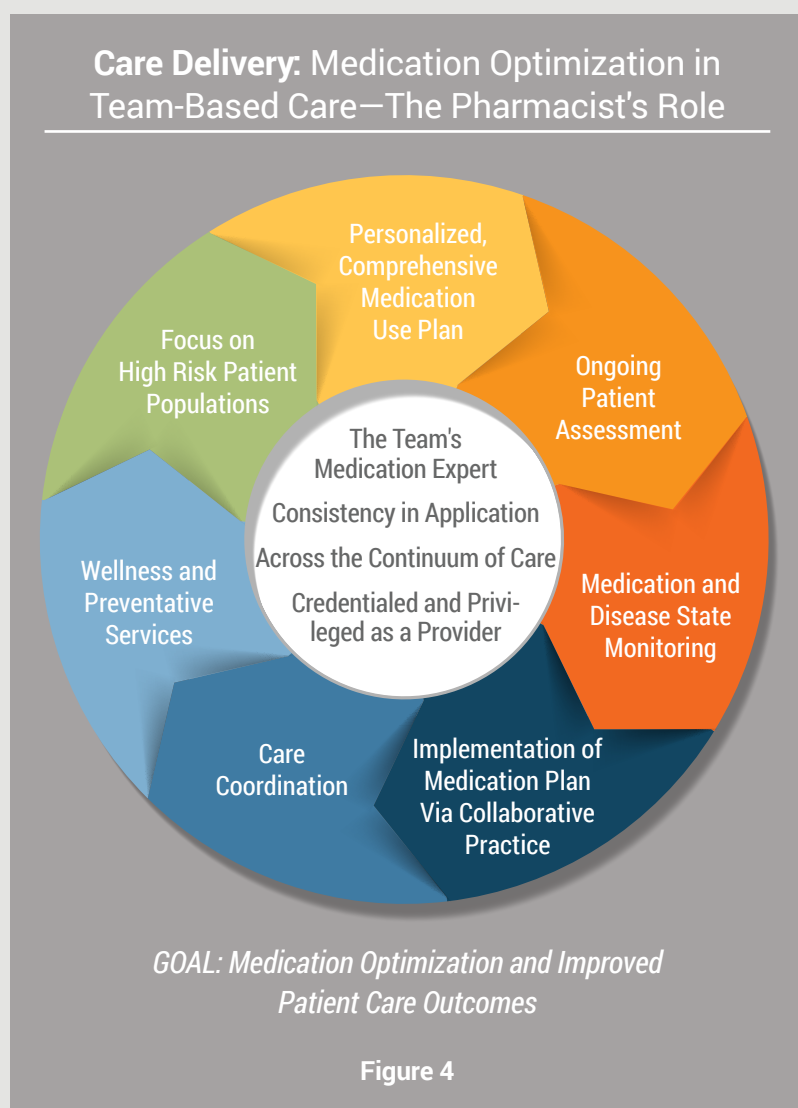 Care Delivery: Medication Optimization in
Team-Based Care—The Pharmacist's Role
Personalized,
Comprehensive
Medication
Use Plan
Ongoing
Patient
Assessment
Medication and
Disease State
Monitoring
Implementation of
Medication Plan
Via Collaborative
Practice
Care
Coordination
Wellness and
Preventative
Services
Focus on
High Risk Patient
Populations
The Team's
Medication Expert
Consistency in Application
Across the Continuum of Care
Credentialed and Privi-
leged as a Provider
GOAL: Medication Optimization and Improved
Patient Care Outcomes
Figure 4